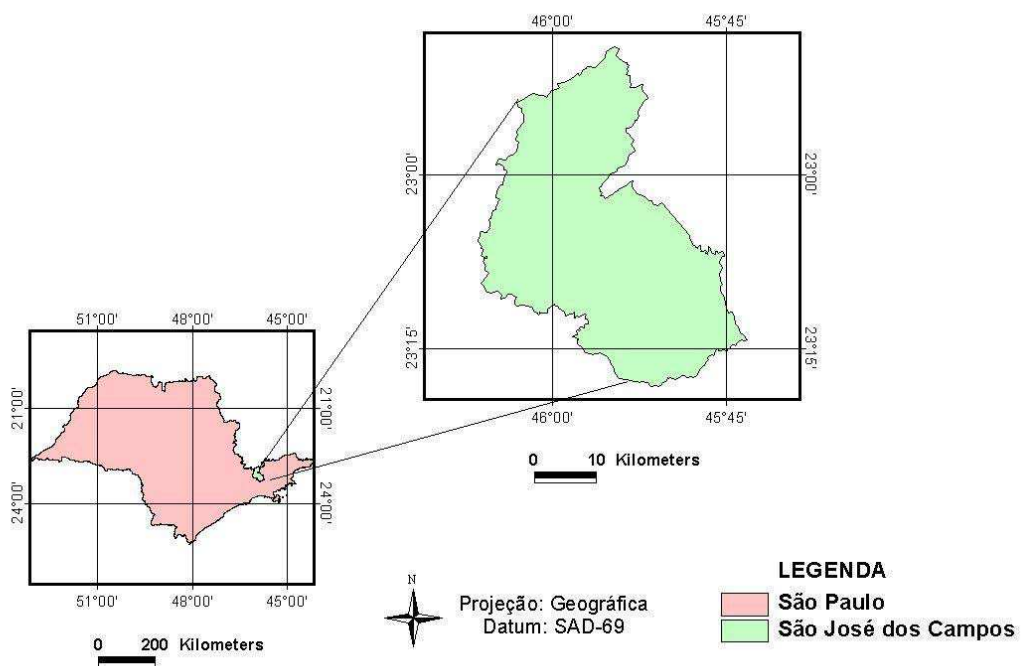 46°00' 45°45'
23°00' 23°00'
23°15' 23°15'
46°00' 45°45'
0 10 Kilometers
51°00' 48°00' 45°00'
21°00' 21°00'
24°00' 24°00'
51°00' 48°00' 45°00'
0 200 Kilometers
N
Projeção: Geográfica
Datum: SAD-69
LEGENDA
São Paulo
São José dos Campos